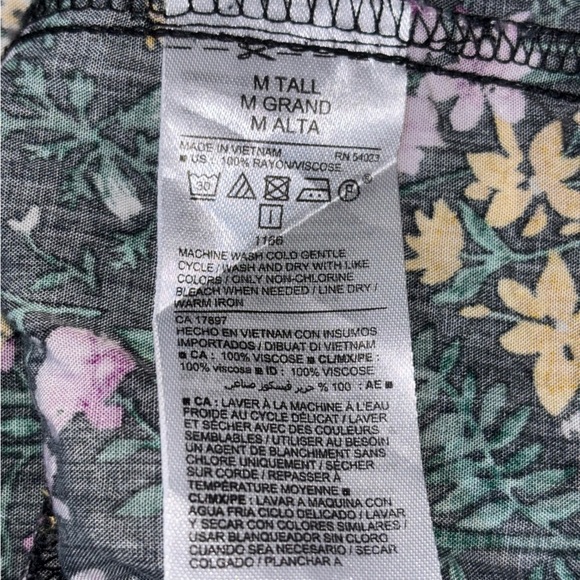 M TALL
M GRAND
M ALTA
MADE IN VIETNAM RN 54023
■ US : 100% RAYON/VISCOSE
30
1156
MACHINE WASH COLD GENTLE
CYCLE / WASH AND DRY WITH LIKE
COLORS / ONLY NON-CHLORINE
BLEACH WHEN NEEDED / LINE DRY /
WARM IRON
CA 17897
HECHO EN VIETNAM CON INSUMOS
IMPORTADOS / DIBUAT DI VIETNAM
■ CA : 100% VISCOSE ■ CL/MX/PE :
100% viscosa ■ ID : 100% VISCOSE
■ AE : 100 % حرير فيسكوز صناعي
■ CA : LAVER À LA MACHINE À L'EAU
FROIDE AU CYCLE DÉLICAT / LAVER
ET SÉCHER AVEC DES COULEURS
SEMBLABLES / UTILISER AU BESOIN
UN AGENT DE BLANCHIMENT SANS
CHLORE UNIQUEMENT / SÉCHER
SUR CORDE / REPASSER À
TEMPÉRATURE MOYENNE ■
CL/MX/PE : LAVAR A MAQUINA CON
AGUA FRIA CICLO DELICADO / LAVAR
Y SECAR CON COLORES SIMILARES /
USAR BLANQUEADOR SIN CLORO
CUANDO SEA NECESARIO / SECAR
COLGADO / PLANCHAR A